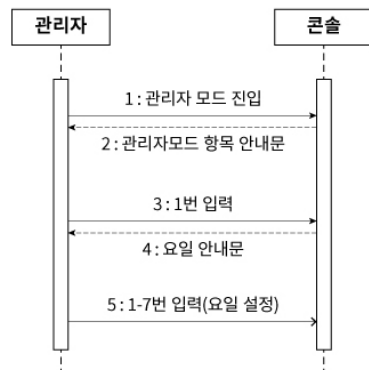 관리자
콘솔
1 : 관리자 모드 진입
2 : 관리자모드 항목 안내문
3 : 1번 입력
4 : 요일 안내문
5 : 1-7번 입력(요일 설정)